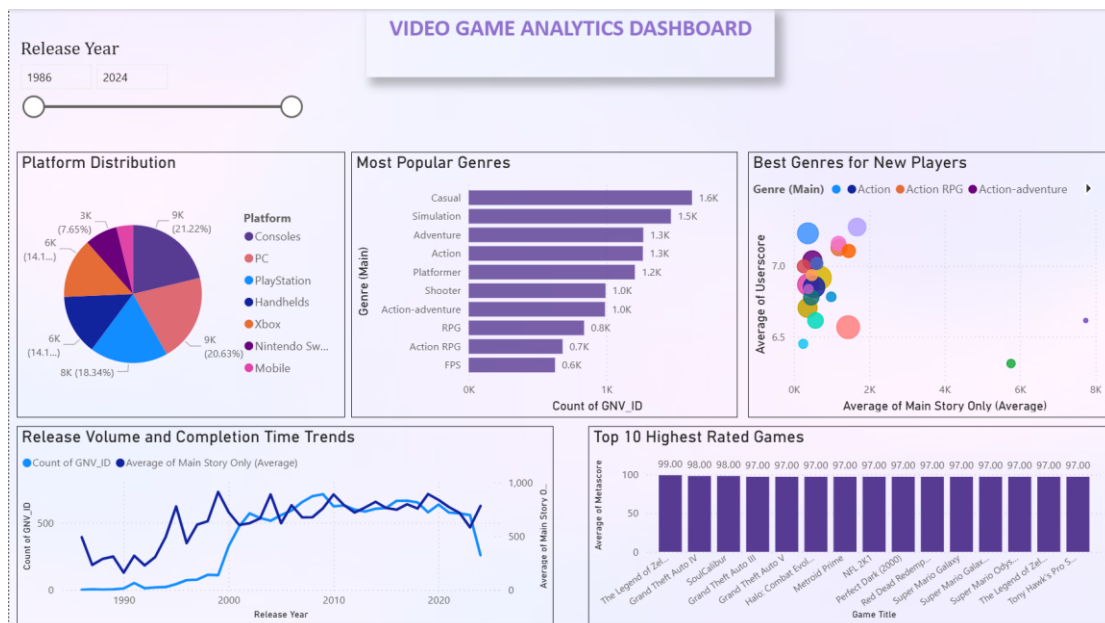 VIDEO GAME ANALYTICS DASHBOARD
Release Year
1986
2024
Platform Distribution
3K
(7.65%)
9K
(21.22%)
6K
(14.1...)
6K
(14.1...)
8K (18.34%)
9K
(20.63%)
Platform
Consoles
PC
PlayStation
Handhelds
Xbox
Nintendo Sw...
Mobile
Most Popular Genres
Genre (Main)
Casual
1.6K
Simulation
1.5K
Adventure
1.3K
Action
1.3K
Platformer
1.2K
Shooter
1.0K
Action-adventure
1.0K
RPG
0.8K
Action RPG
0.7K
FPS
0.6K
0K
1K
Count of GNV_ID
Best Genres for New Players
Genre (Main)
Action
Action RPG
Action-adventure
Average of Userscore
7.0
6.5
0K
2K
4K
6K
8K
Average of Main Story Only (Average)
Release Volume and Completion Time Trends
Count of GNV_ID
Average of Main Story Only (Average)
Count of GNV_ID
500
0
1,000
500
0
Average of Main Story O...
1990
2000
2010
2020
Release Year
Top 10 Highest Rated Games
Average of Metascore
100
50
0
99.00
98.00
98.00
97.00
97.00
97.00
97.00
97.00
97.00
97.00
97.00
97.00
97.00
97.00
97.00
The Legend of Zel...
Grand Theft Auto IV
SoulCalibur
Grand Theft Auto III
Grand Theft Auto V
Halo: Combat Evol...
Metroid Prime
NFL 2K1
Perfect Dark (2000)
Red Dead Redemp...
Super Mario Galaxy
Super Mario Galax...
Super Mario Odys...
The Legend of Zel...
Tony Hawk's Pro S...
Game Title